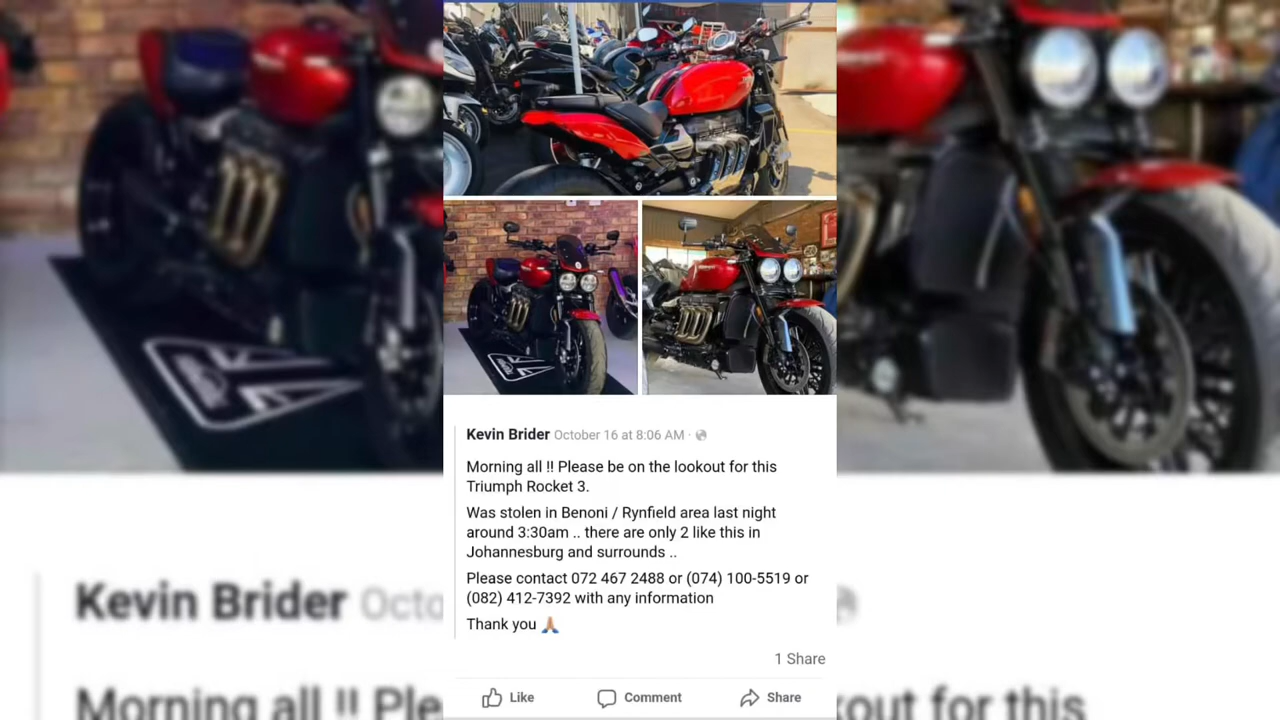 Kevin Brider October 16 at 8:06 AM ·
Morning all !! Please be on the lookout for this
Triumph Rocket 3.
Was stolen in Benoni / Rynfield area last night
around 3:30am .. there are only 2 like this in
Johannesburg and surrounds ..
Please contact 072 467 2488 or (074) 100-5519 or
(082) 412-7392 with any information
Thank you 🙏🏽
1 Share
Like Comment Share
Kevin Brider Octo
Morning all !! Ple
kout for this